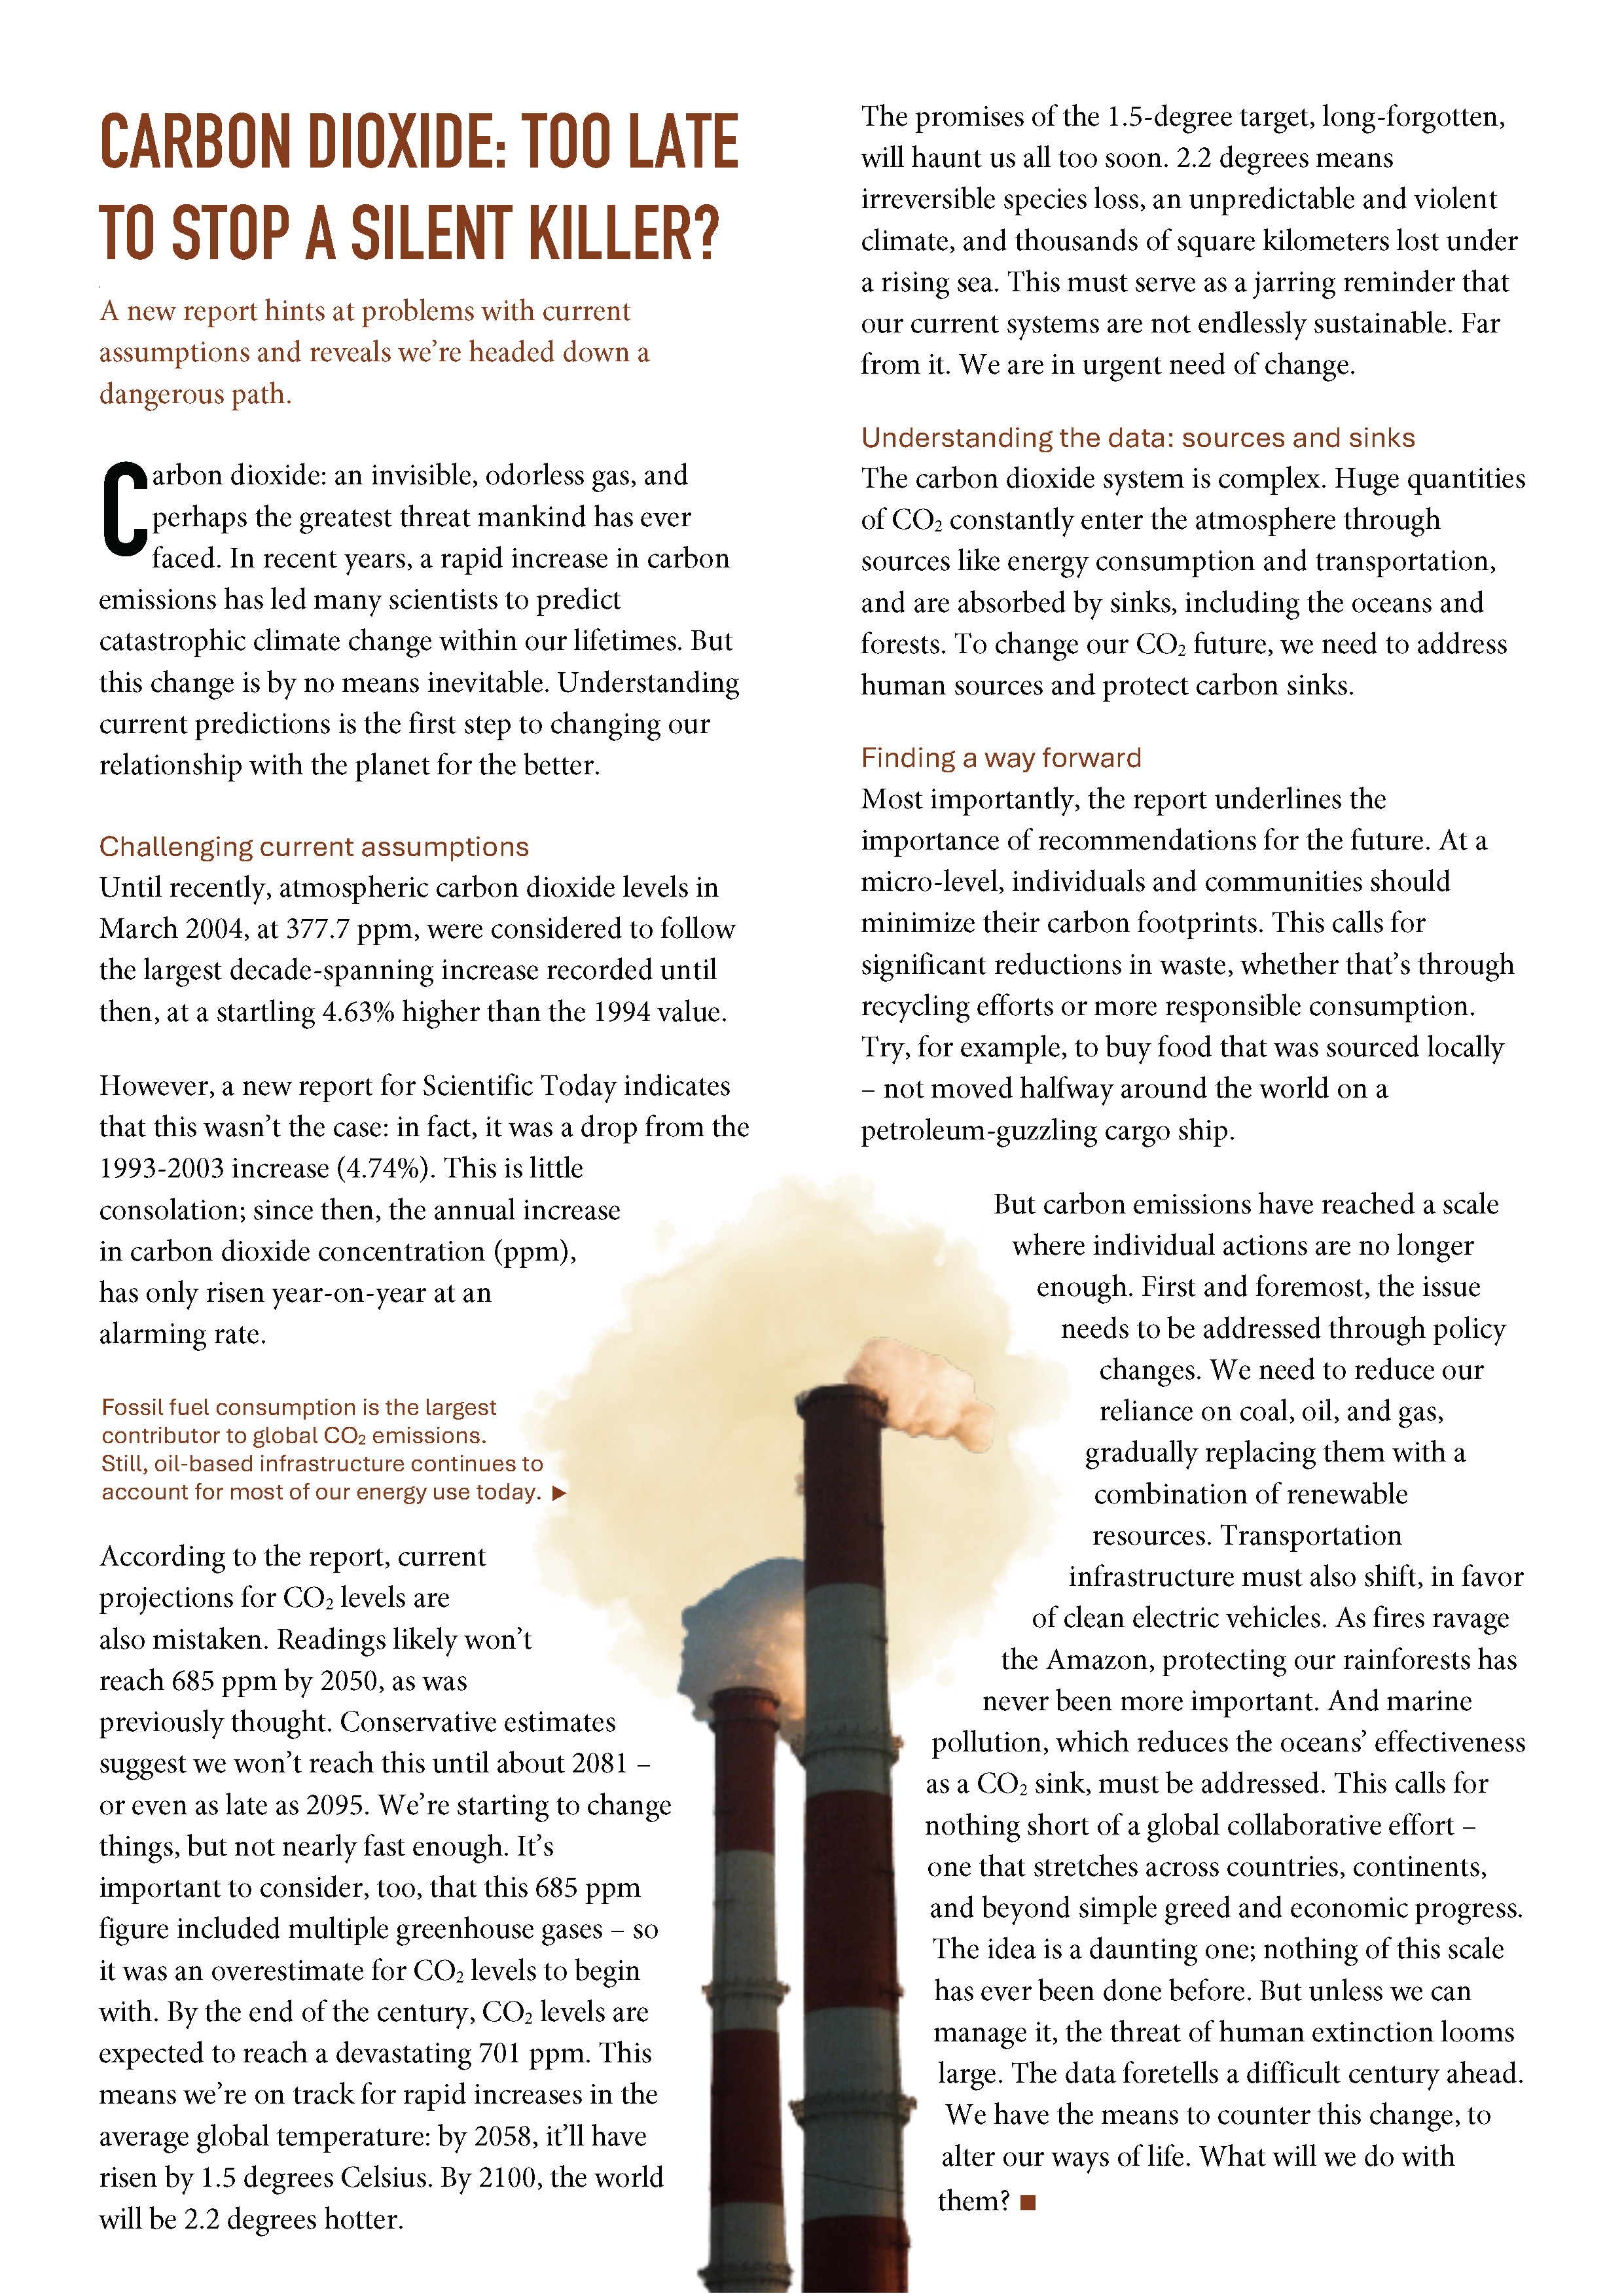 CARBON DIOXIDE: TOO LATE
TO STOP A SILENT KILLER?
A new report hints at problems with current
assumptions and reveals we’re headed down a
dangerous path.
Carbon dioxide: an invisible, odorless gas, and
perhaps the greatest threat mankind has ever
faced. In recent years, a rapid increase in carbon
emissions has led many scientists to predict
catastrophic climate change within our lifetimes. But
this change is by no means inevitable. Understanding
current predictions is the first step to changing our
relationship with the planet for the better.
Challenging current assumptions
Until recently, atmospheric carbon dioxide levels in
March 2004, at 377.7 ppm, were considered to follow
the largest decade-spanning increase recorded until
then, at a startling 4.63% higher than the 1994 value.
However, a new report for Scientific Today indicates
that this wasn’t the case: in fact, it was a drop from the
1993-2003 increase (4.74%). This is little
consolation; since then, the annual increase
in carbon dioxide concentration (ppm),
has only risen year-on-year at an
alarming rate.
Fossil fuel consumption is the largest
contributor to global CO₂ emissions.
Still, oil-based infrastructure continues to
account for most of our energy use today. ▶
According to the report, current
projections for CO₂ levels are
also mistaken. Readings likely won’t
reach 685 ppm by 2050, as was
previously thought. Conservative estimates
suggest we won’t reach this until about 2081 –
or even as late as 2095. We’re starting to change
things, but not nearly fast enough. It’s
important to consider, too, that this 685 ppm
figure included multiple greenhouse gases – so
it was an overestimate for CO₂ levels to begin
with. By the end of the century, CO₂ levels are
expected to reach a devastating 701 ppm. This
means we’re on track for rapid increases in the
average global temperature: by 2058, it’ll have
risen by 1.5 degrees Celsius. By 2100, the world
will be 2.2 degrees hotter.
The promises of the 1.5-degree target, long-forgotten,
will haunt us all too soon. 2.2 degrees means
irreversible species loss, an unpredictable and violent
climate, and thousands of square kilometers lost under
a rising sea. This must serve as a jarring reminder that
our current systems are not endlessly sustainable. Far
from it. We are in urgent need of change.
Understanding the data: sources and sinks
The carbon dioxide system is complex. Huge quantities
of CO₂ constantly enter the atmosphere through
sources like energy consumption and transportation,
and are absorbed by sinks, including the oceans and
forests. To change our CO₂ future, we need to address
human sources and protect carbon sinks.
Finding a way forward
Most importantly, the report underlines the
importance of recommendations for the future. At a
micro-level, individuals and communities should
minimize their carbon footprints. This calls for
significant reductions in waste, whether that’s through
recycling efforts or more responsible consumption.
Try, for example, to buy food that was sourced locally
– not moved halfway around the world on a
petroleum-guzzling cargo ship.
But carbon emissions have reached a scale
where individual actions are no longer
enough. First and foremost, the issue
needs to be addressed through policy
changes. We need to reduce our
reliance on coal, oil, and gas,
gradually replacing them with a
combination of renewable
resources. Transportation
infrastructure must also shift, in favor
of clean electric vehicles. As fires ravage
the Amazon, protecting our rainforests has
never been more important. And marine
pollution, which reduces the oceans’ effectiveness
as a CO₂ sink, must be addressed. This calls for
nothing short of a global collaborative effort –
one that stretches across countries, continents,
and beyond simple greed and economic progress.
The idea is a daunting one; nothing of this scale
has ever been done before. But unless we can
manage it, the threat of human extinction looms
large. The data foretells a difficult century ahead.
We have the means to counter this change, to
alter our ways of life. What will we do with
them? ■